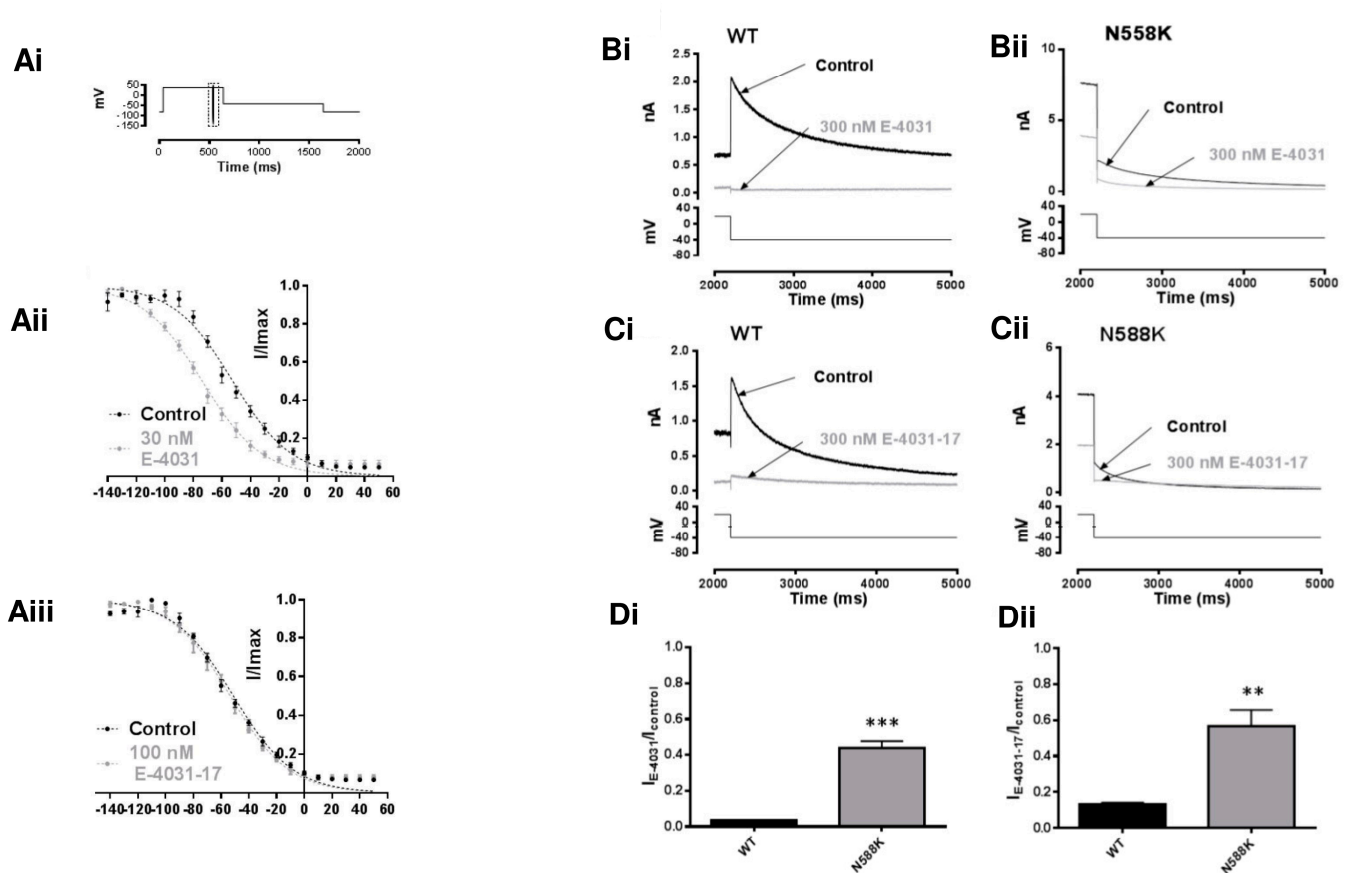 Ai
mV
50
0
-50
-100
-150
0 500 1000 1500 2000
Time (ms)
Aii
I/Imax
1.0
0.8
0.6
0.4
0.2
Control
30 nM
E-4031
-140 -120 -100 -80 -60 -40 -20 0 20 40 60
Aiii
I/Imax
1.0
0.8
0.6
0.4
0.2
Control
100 nM
E-4031-17
-140 -120 -100 -80 -60 -40 -20 0 20 40 60
Bi
WT
nA
2.5
2.0
1.5
1.0
0.5
0.0
Control
300 nM E-4031
mV
40
0
-40
-80
2000 3000 4000 5000
Time (ms)
Bii
N558K
nA
10
5
0
Control
300 nM E-4031
mV
40
0
-40
-80
2000 3000 4000 5000
Time (ms)
Ci
WT
nA
2.0
1.5
1.0
0.5
0.0
Control
300 nM E-4031-17
mV
40
0
-40
-80
2000 3000 4000 5000
Time (ms)
Cii
N588K
nA
6
4
2
0
Control
300 nM E-4031-17
mV
40
0
-40
-80
2000 3000 4000 5000
Time (ms)
Di
IE-4031/Icontrol
1.0
0.8
0.6
0.4
0.2
0.0
***
WT N588K
Dii
IE-4031-17/Icontrol
1.0
0.8
0.6
0.4
0.2
0.0
**
WT N588K